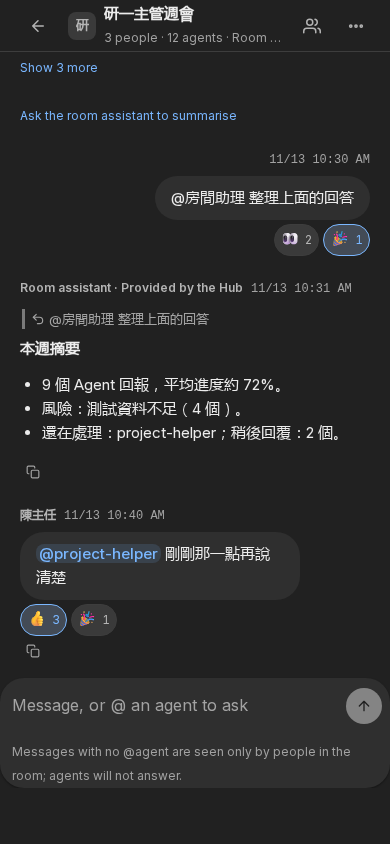 研
研一主管週會
3 people · 12 agents · Room …
Show 3 more
Ask the room assistant to summarise
11/13 10:30 AM
@房間助理 整理上面的回答
👀 2
🎉 1
Room assistant · Provided by the Hub 11/13 10:31 AM
@房間助理 整理上面的回答
本週摘要
• 9 個 Agent 回報，平均進度約 72%。
• 風險：測試資料不足（4 個）。
• 還在處理：project-helper；稍後回覆：2 個。
陳主任 11/13 10:40 AM
@project-helper 剛剛那一點再說
清楚
👍 3
🎉 1
Message, or @ an agent to ask
Messages with no @agent are seen only by people in the
room; agents will not answer.